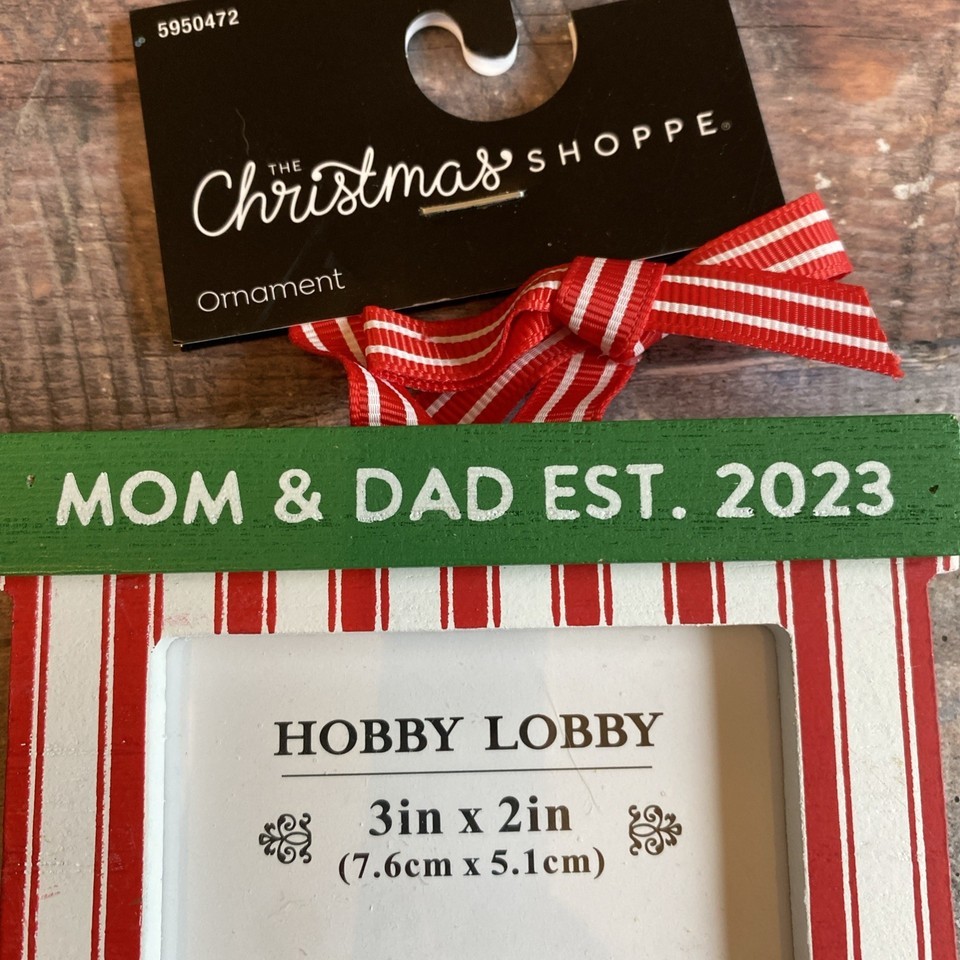 5950472
THE Christmas SHOPPE®
Ornament
MOM & DAD EST. 2023
HOBBY LOBBY
3in x 2in
(7.6cm x 5.1cm)